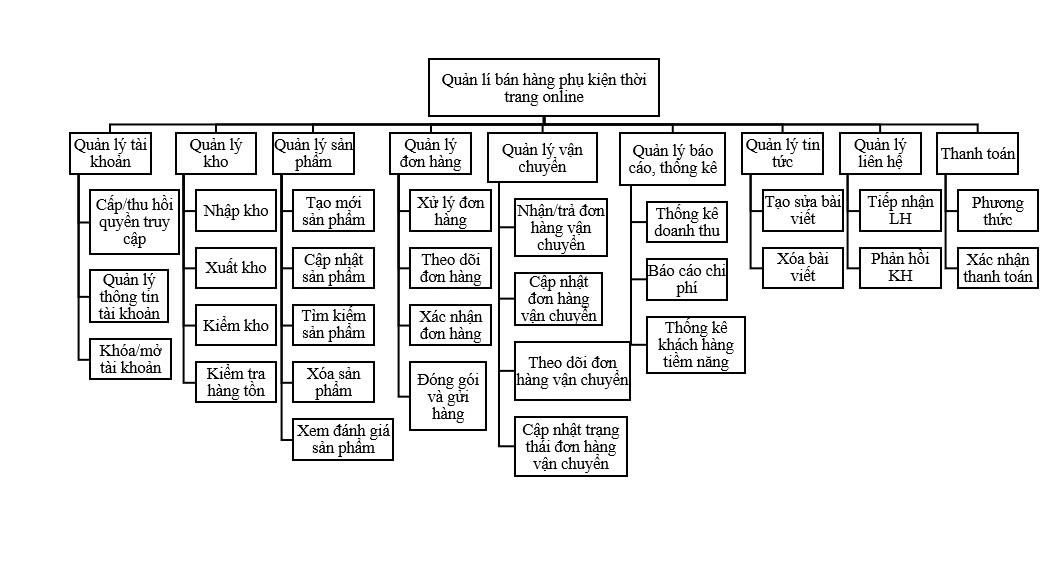 Quản lí bán hàng phụ kiện thời
trang online
Quản lý tài
khoản
Cấp/thu hồi
quyền truy
cập
Quản lý
thông tin
tài khoản
Khóa/mở
tài khoản
Quản lý
kho
Nhập kho
Xuất kho
Kiểm kho
Kiểm tra
hàng tồn
Quản lý sản
phẩm
Tạo mới
sản phẩm
Cập nhật
sản phẩm
Tìm kiếm
sản phẩm
Xóa sản
phẩm
Xem đánh giá
sản phẩm
Quản lý
đơn hàng
Xử lý đơn
hàng
Theo dõi
đơn hàng
Xác nhận
đơn hàng
Đóng gói
và gửi
hàng
Quản lý vận
chuyển
Nhận/trả đơn
hàng vận
chuyển
Cập nhật
đơn hàng
vận chuyển
Theo dõi đơn
hàng vận chuyển
Cập nhật trạng
thái đơn hàng
vận chuyển
Quản lý báo
cáo, thống kê
Thống kê
doanh thu
Báo cáo chi
phí
Thống kê
khách hàng
tiềm năng
Quản lý tin
tức
Tạo sửa bài
viết
Xóa bài
viết
Quản lý
liên hệ
Tiếp nhận
LH
Phản hồi
KH
Thanh toán
Phương
thức
Xác nhận
thanh toán